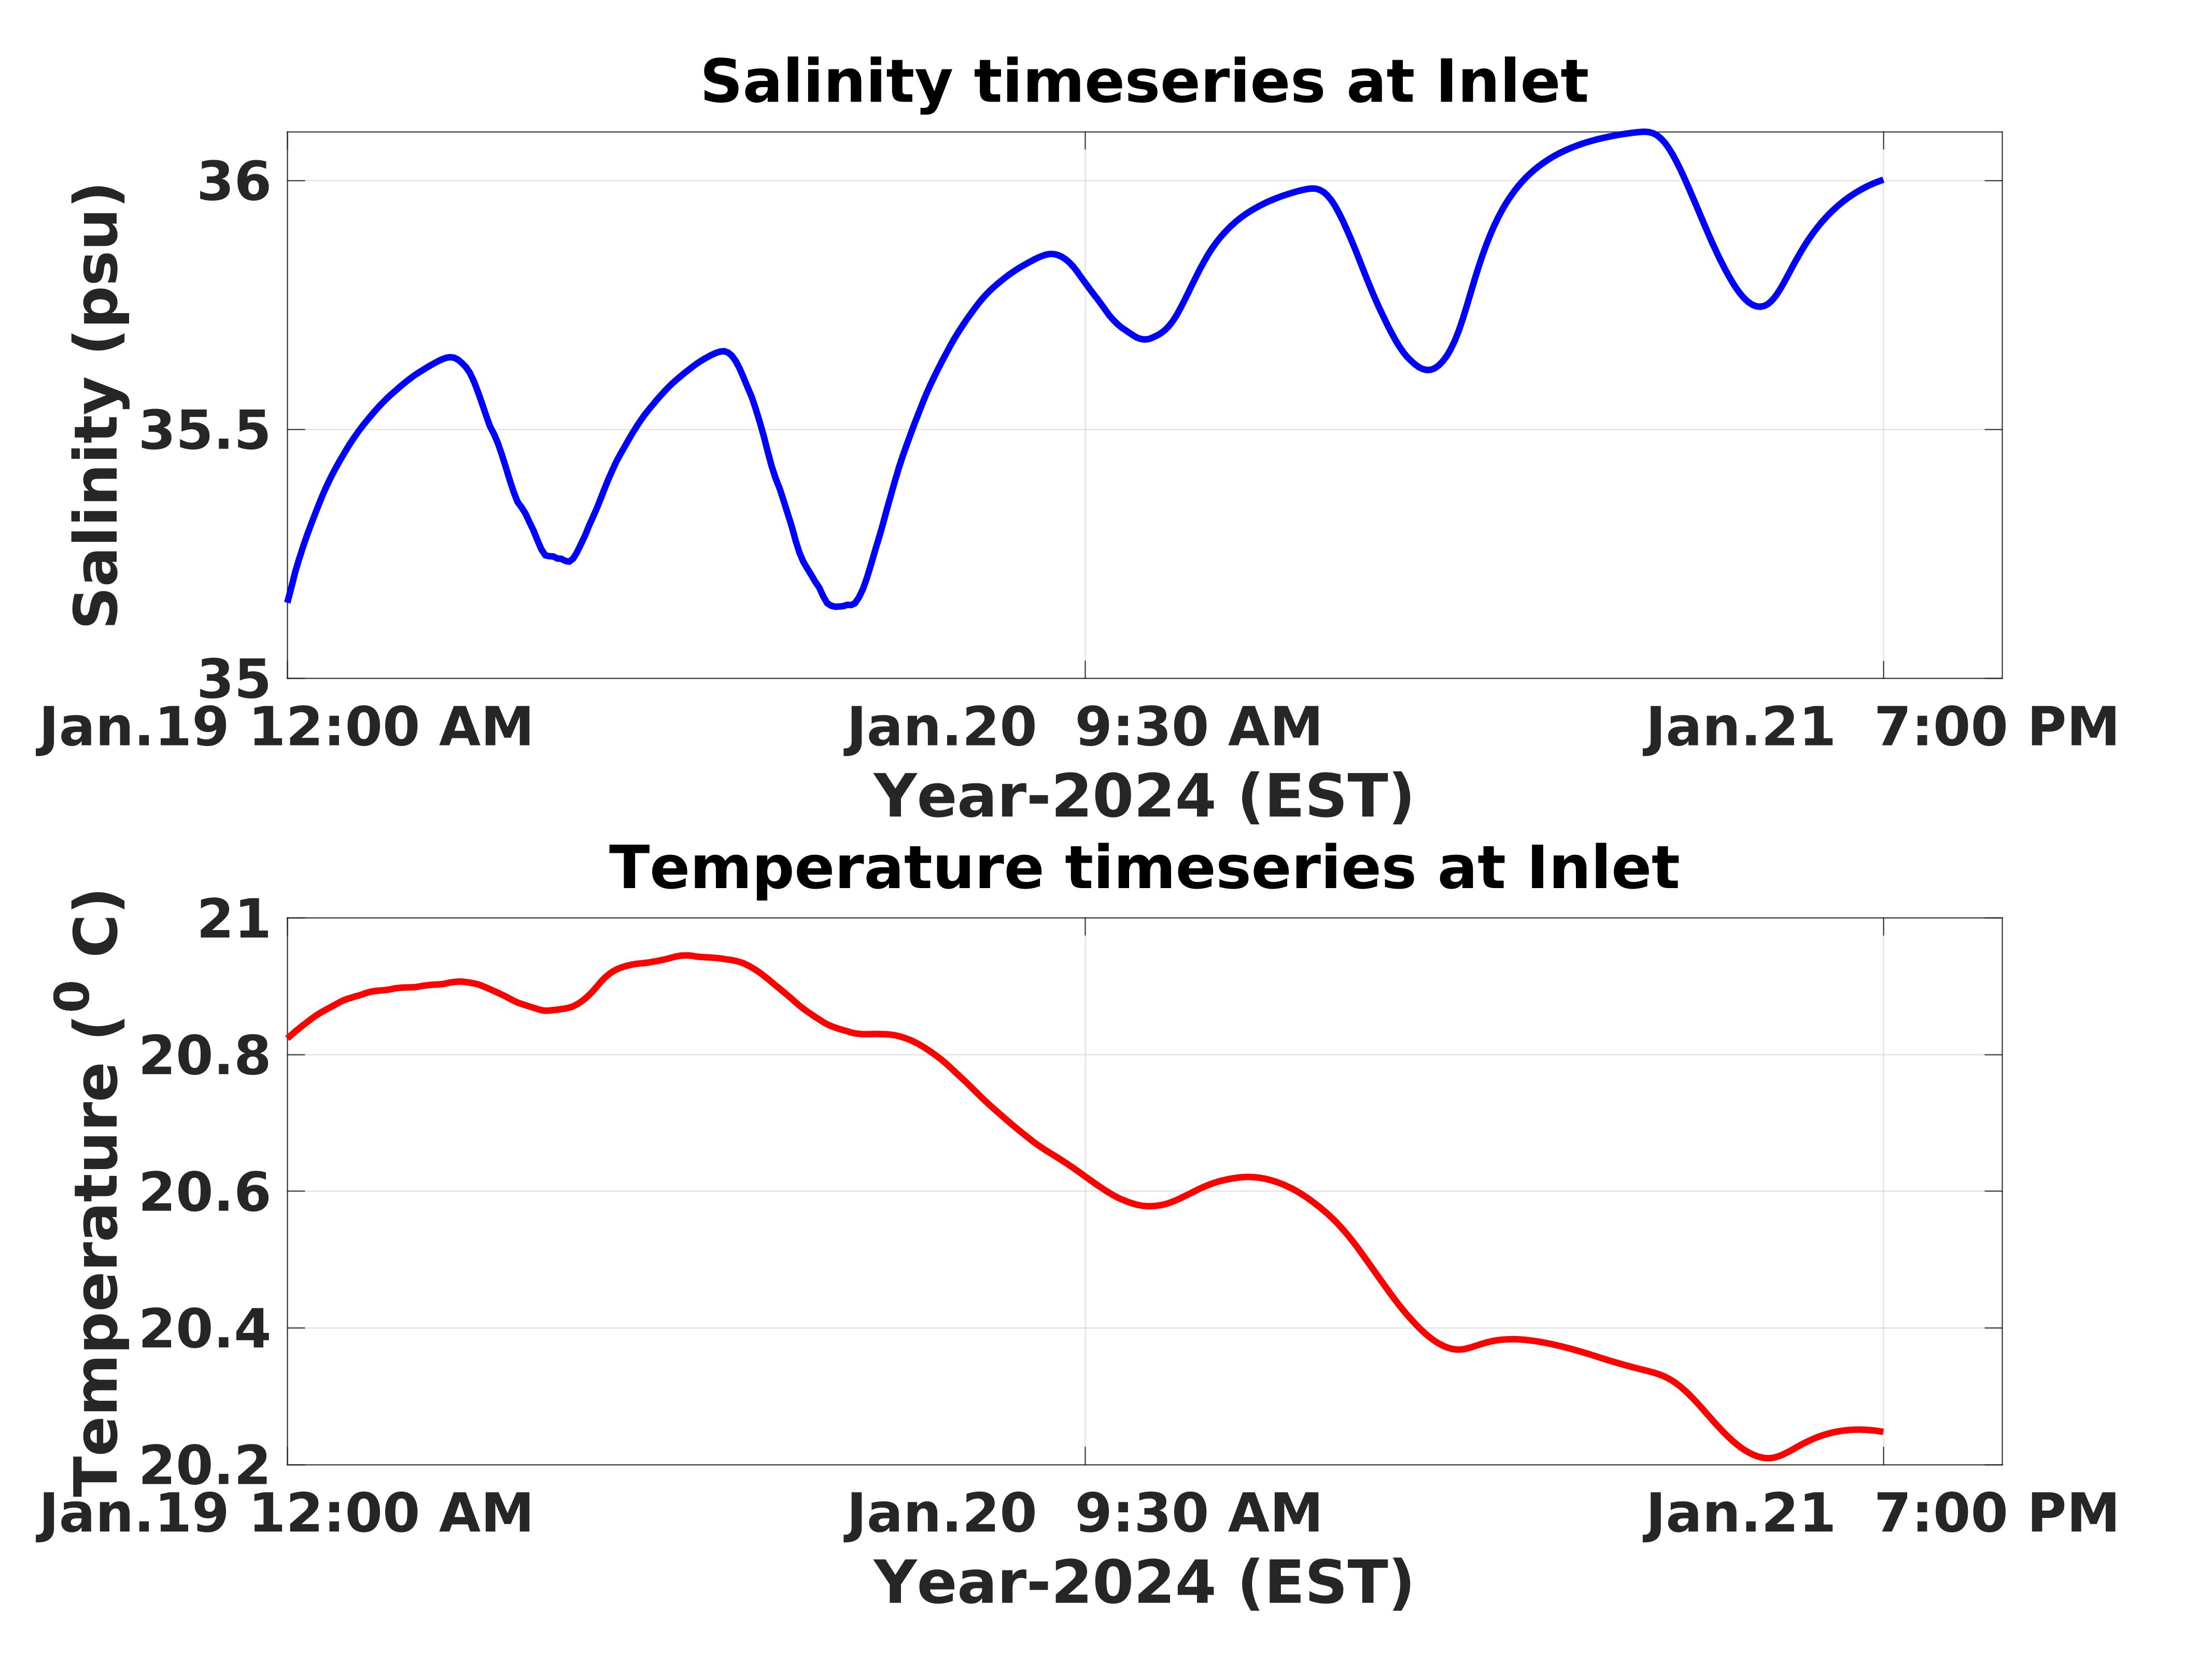 Salinity timeseries at Inlet
Salinity (psu)
36
35.5
35
Jan.19 12:00 AM
Jan.20  9:30 AM
Jan.21  7:00 PM
Year-2024 (EST)
Temperature timeseries at Inlet
Temperature (⁰ C)
21
20.8
20.6
20.4
20.2
Jan.19 12:00 AM
Jan.20  9:30 AM
Jan.21  7:00 PM
Year-2024 (EST)